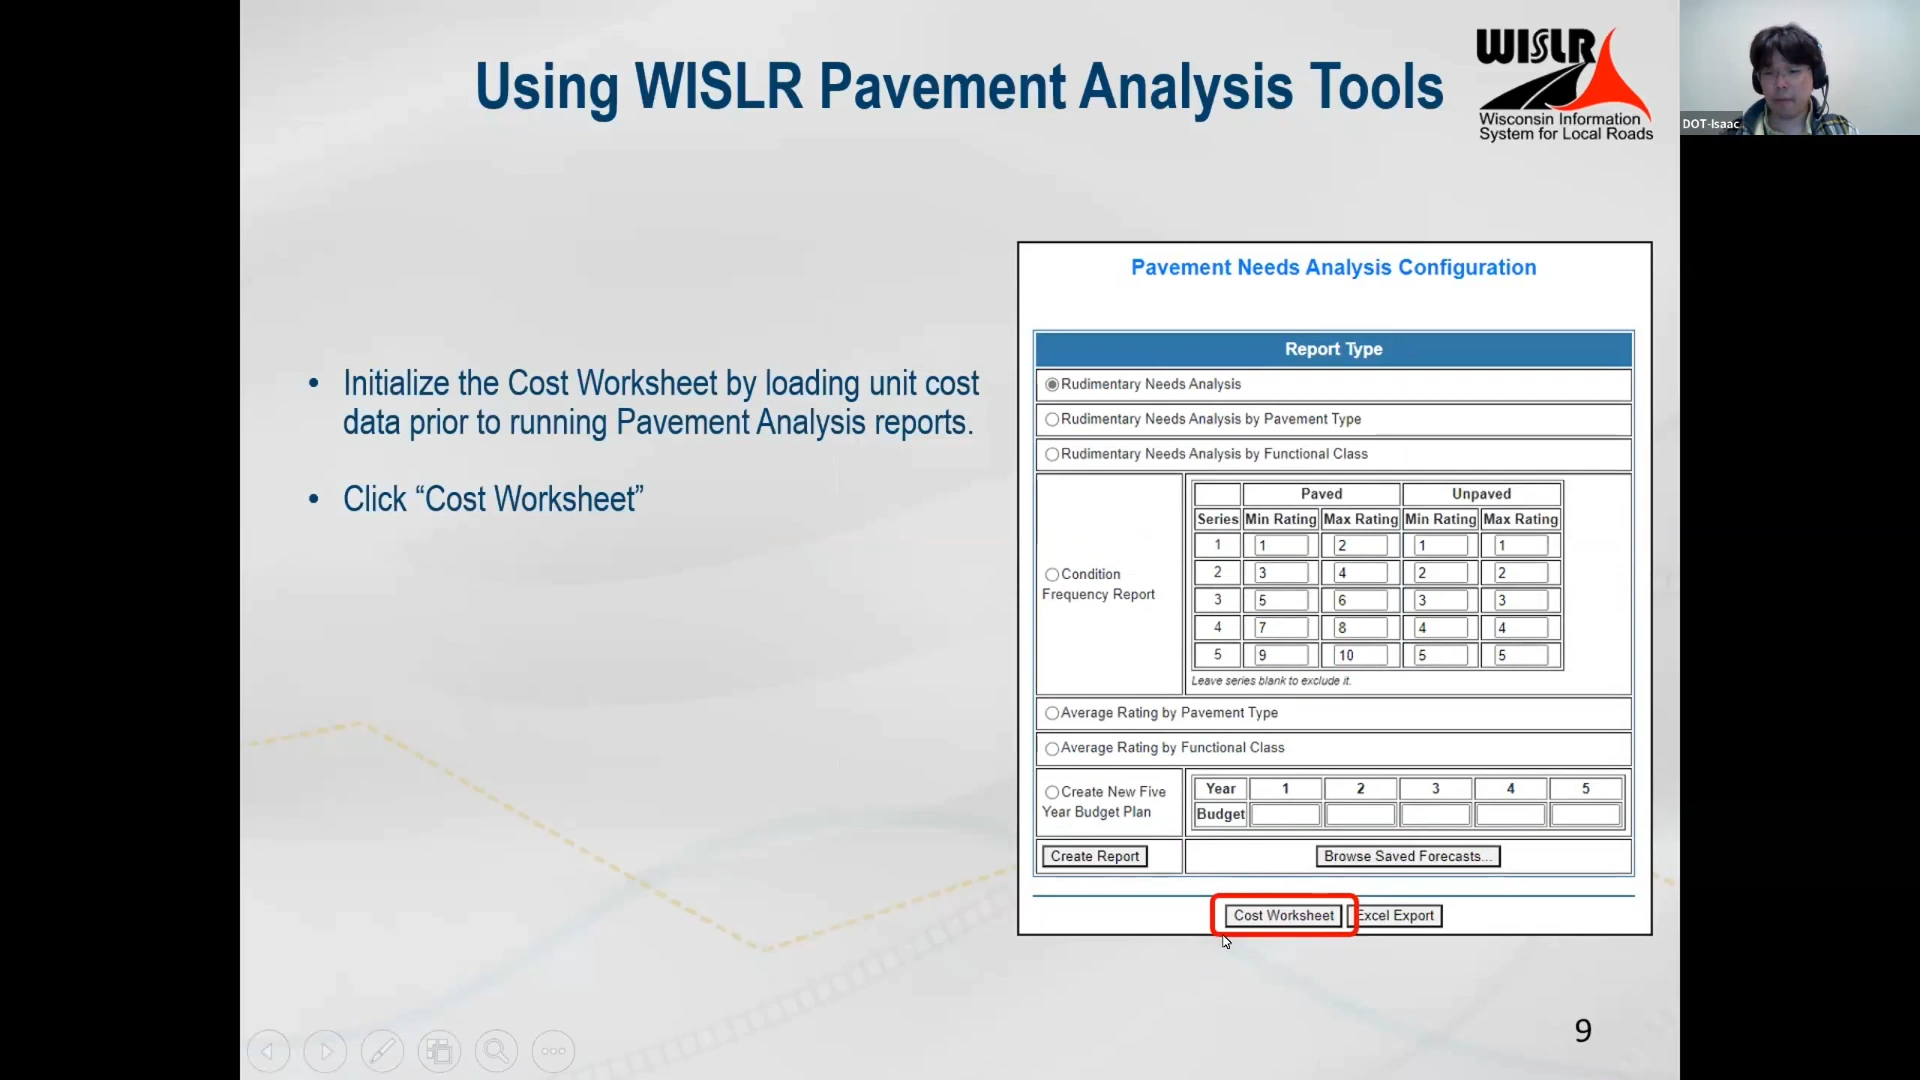 Using WISLR Pavement Analysis Tools
WISLR
Wisconsin Information
System for Local Roads
DOT-Isaac
• Initialize the Cost Worksheet by loading unit cost
data prior to running Pavement Analysis reports.
• Click “Cost Worksheet”
Pavement Needs Analysis Configuration
Report Type
Rudimentary Needs Analysis
Rudimentary Needs Analysis by Pavement Type
Rudimentary Needs Analysis by Functional Class
Condition
Frequency Report
Paved Unpaved
Series Min Rating Max Rating Min Rating Max Rating
1 1 2 1 1
2 3 4 2 2
3 5 6 3 3
4 7 8 4 4
5 9 10 5 5
Leave series blank to exclude it.
Average Rating by Pavement Type
Average Rating by Functional Class
Create New Five
Year Budget Plan
Year 1 2 3 4 5
Budget
Create Report Browse Saved Forecasts...
Cost Worksheet Excel Export
9